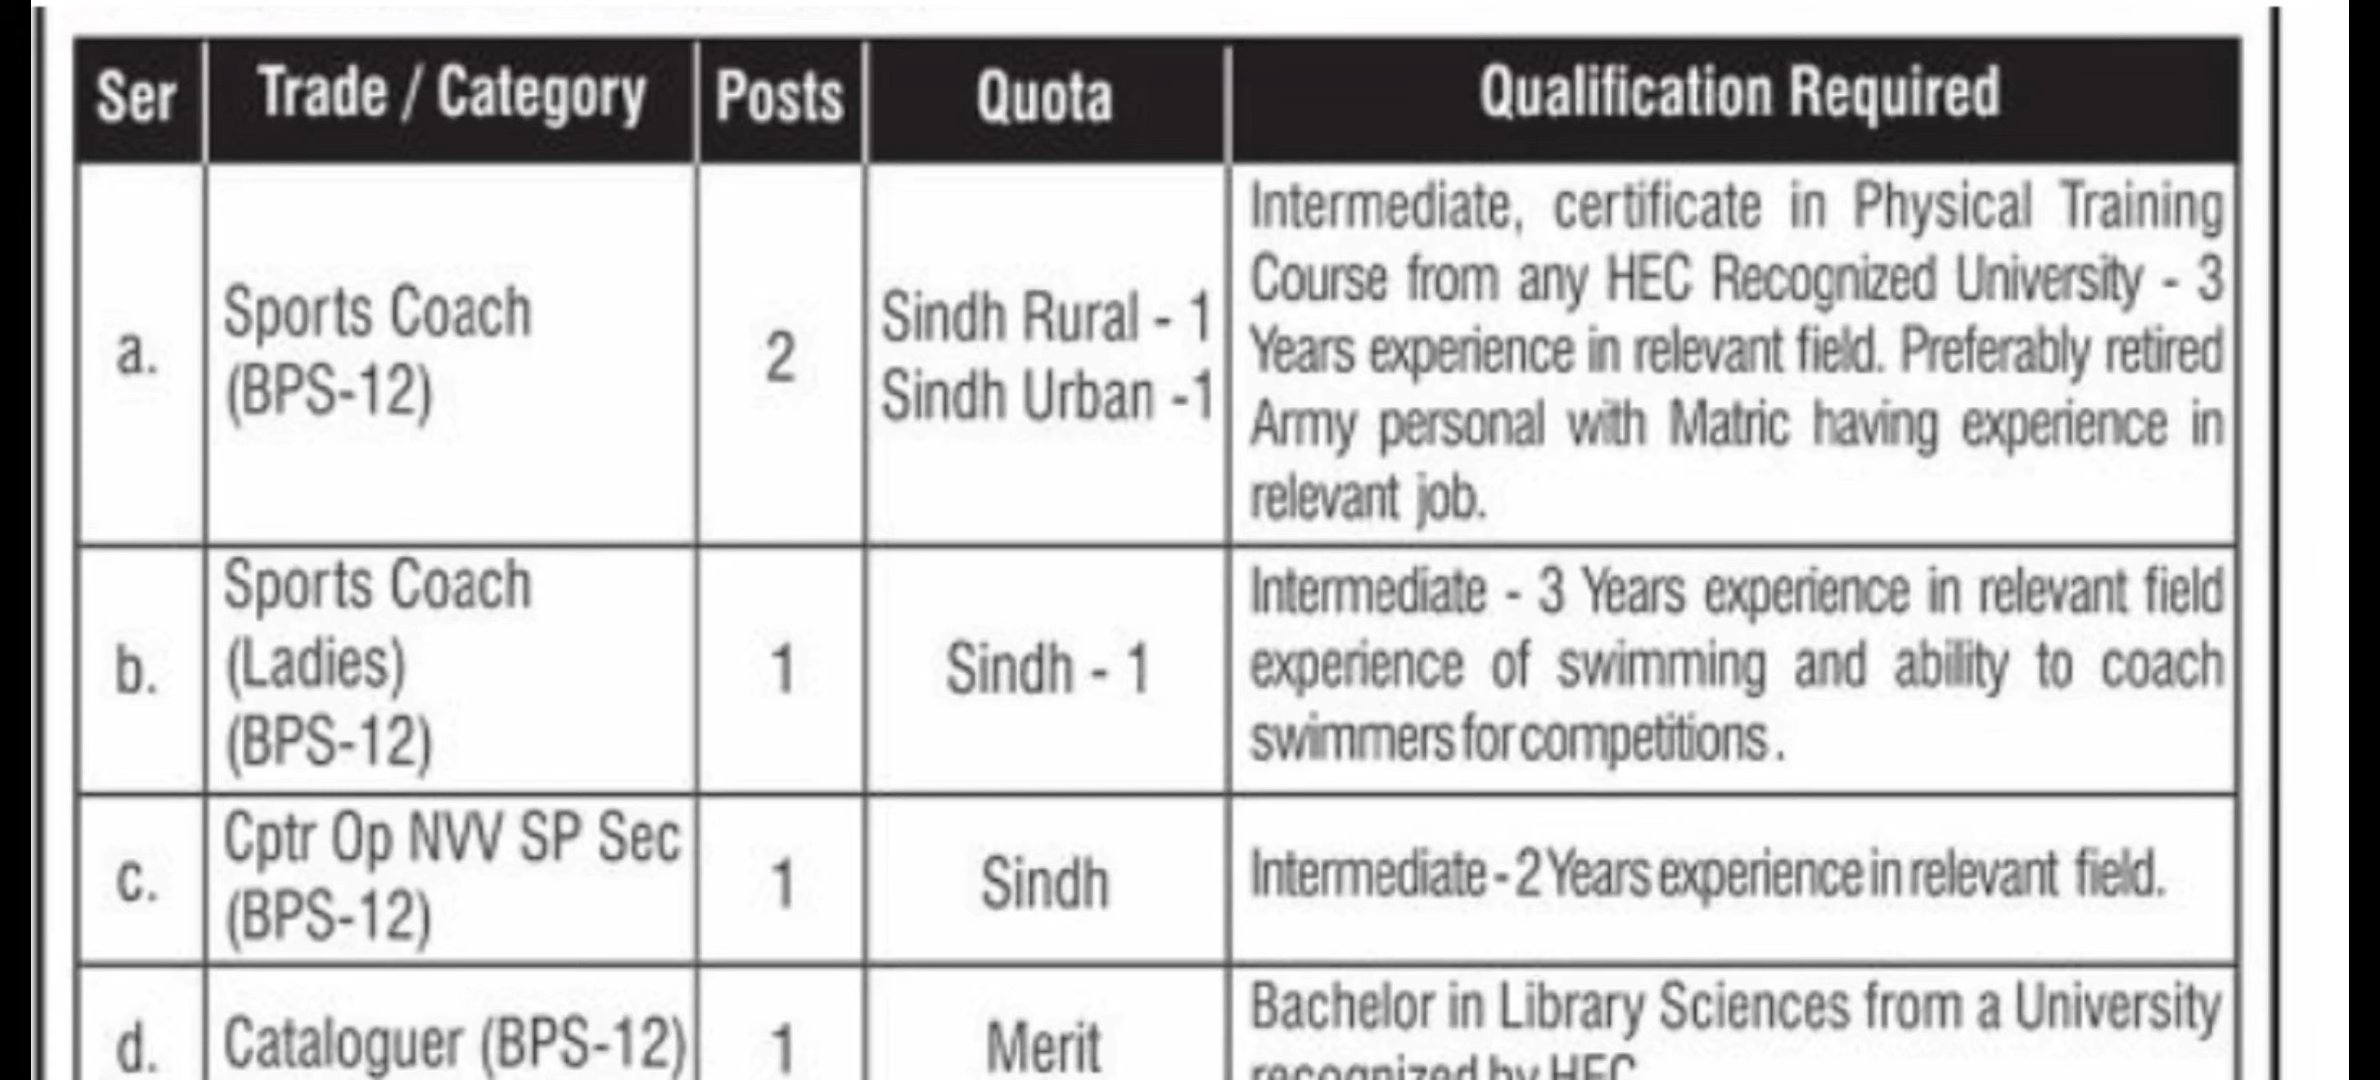 Ser Trade / Category Posts Quota Qualification Required
a.
Sports Coach
(BPS-12)
2
Sindh Rural - 1
Sindh Urban -1
Intermediate, certificate in Physical Training
Course from any HEC Recognized University - 3
Years experience in relevant field. Preferably retired
Army personal with Matric having experience in
relevant job.
b.
Sports Coach
(Ladies)
(BPS-12)
1
Sindh - 1
Intermediate - 3 Years experience in relevant field
experience of swimming and ability to coach
swimmers for competitions.
c.
Cptr Op NVV SP Sec
(BPS-12)
1
Sindh
Intermediate - 2 Years experience in relevant field.
d.
Cataloguer (BPS-12)
1
Merit
Bachelor in Library Sciences from a University
recognized by HEC